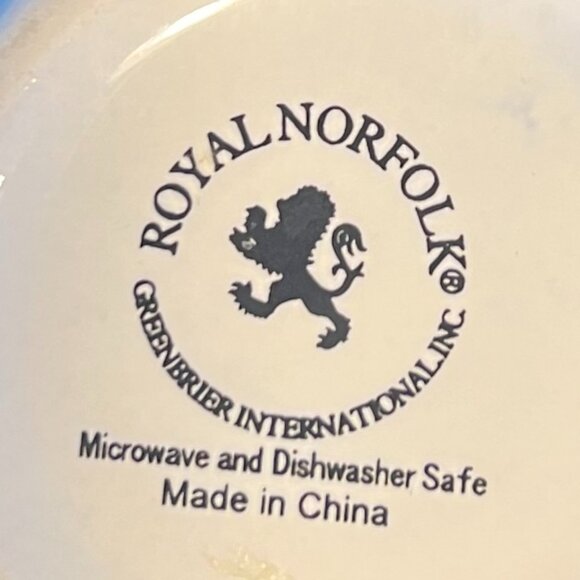 ROYAL NORFOLK®
GREENBRIER INTERNATIONAL, INC.
Microwave and Dishwasher Safe
Made in China